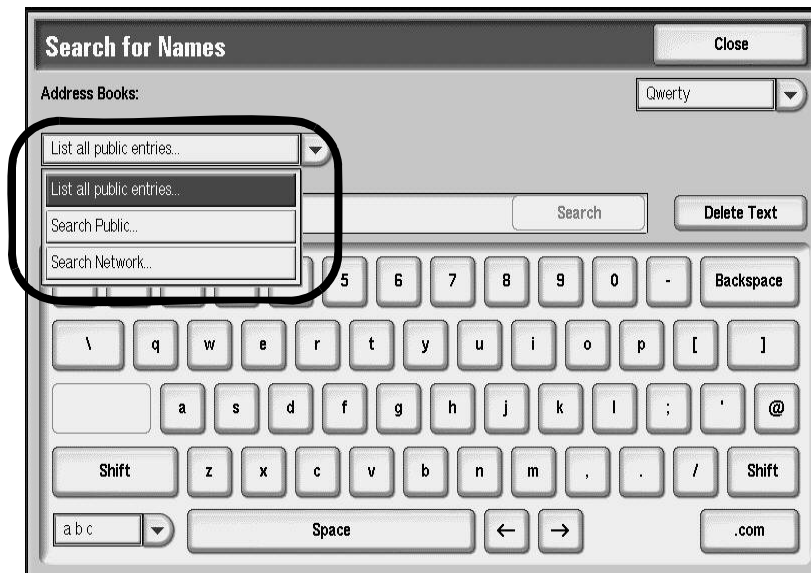 Search for Names
Close
Address Books:
Qwerty
List all public entries...
List all public entries...
Search Public...
Search Network...
Search
Delete Text
5 6 7 8 9 0 - Backspace
\ q w e r t y u i o p [ ]
a s d f g h j k l ; ' @
Shift z x c v b n m , . / Shift
a b c
Space
← →
.com